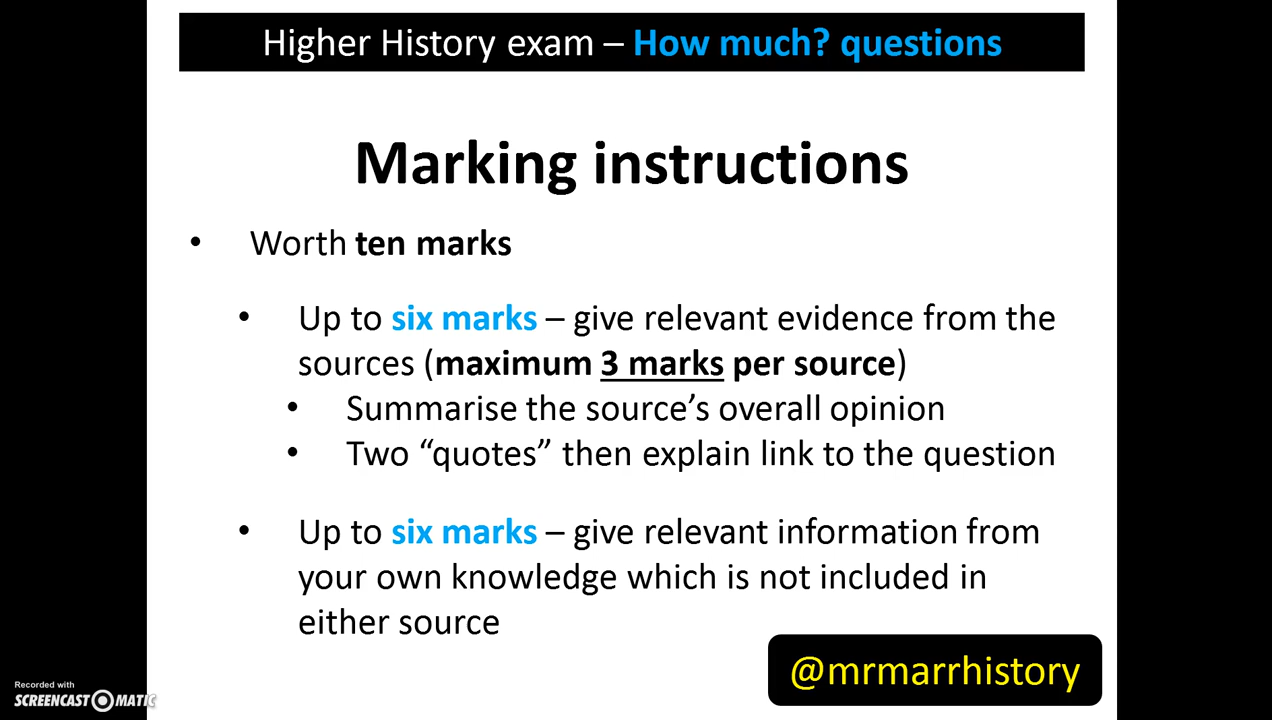 Higher History exam – How much? questions
Marking instructions
• Worth ten marks
• Up to six marks – give relevant evidence from the
sources (maximum 3 marks per source)
• Summarise the source’s overall opinion
• Two “quotes” then explain link to the question
• Up to six marks – give relevant information from
your own knowledge which is not included in
either source
@mrmarrhistory
Recorded with
SCREENCAST MATIC